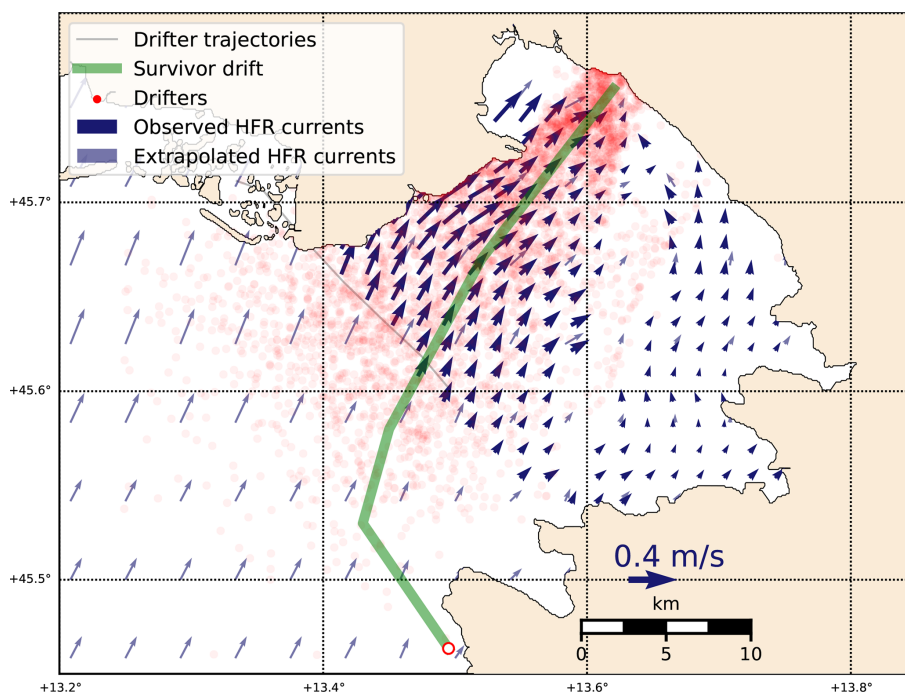 Drifter trajectories
Survivor drift
Drifters
Observed HFR currents
Extrapolated HFR currents
+45.7°
+45.6°
+45.5°
0.4 m/s
km
0 5 10
+13.2° +13.4° +13.6° +13.8°